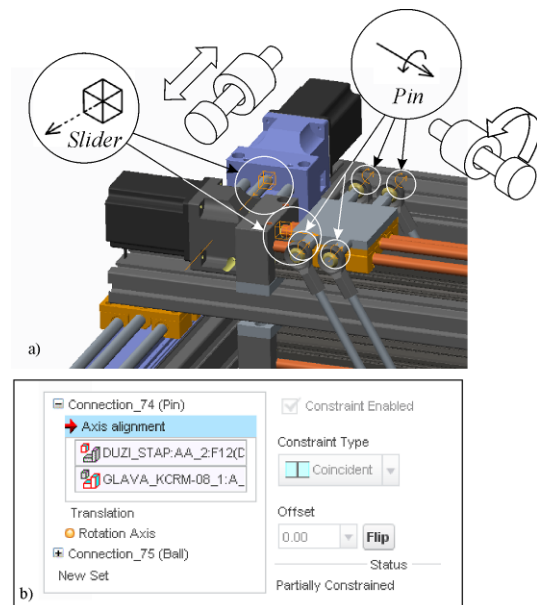 Slider
Pin
a)
Connection_74 (Pin)
Axis alignment
DUZI_STAP:AA_2:F12(D
GLAVA_KCRM-08_1:A_
Translation
Rotation Axis
Connection_75 (Ball)
New Set
Constraint Enabled
Constraint Type
Coincident
Offset
0.00
Flip
Status
Partially Constrained
b)